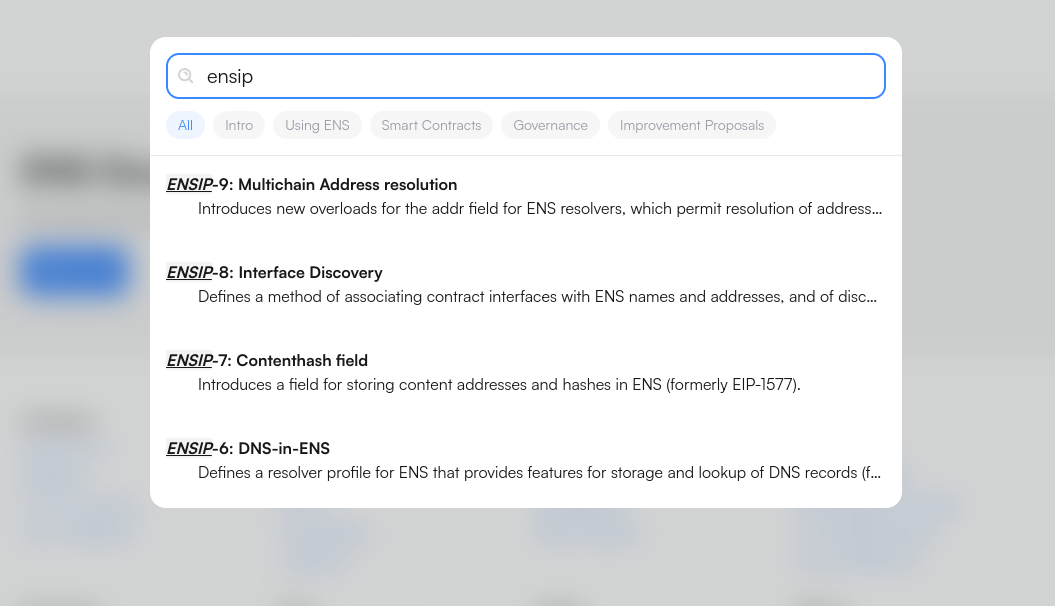 ensip
All Intro Using ENS Smart Contracts Governance Improvement Proposals
ENSIP-9: Multichain Address resolution
Introduces new overloads for the addr field for ENS resolvers, which permit resolution of address...
ENSIP-8: Interface Discovery
Defines a method of associating contract interfaces with ENS names and addresses, and of disc...
ENSIP-7: Contenthash field
Introduces a field for storing content addresses and hashes in ENS (formerly EIP-1577).
ENSIP-6: DNS-in-ENS
Defines a resolver profile for ENS that provides features for storage and lookup of DNS records (f...